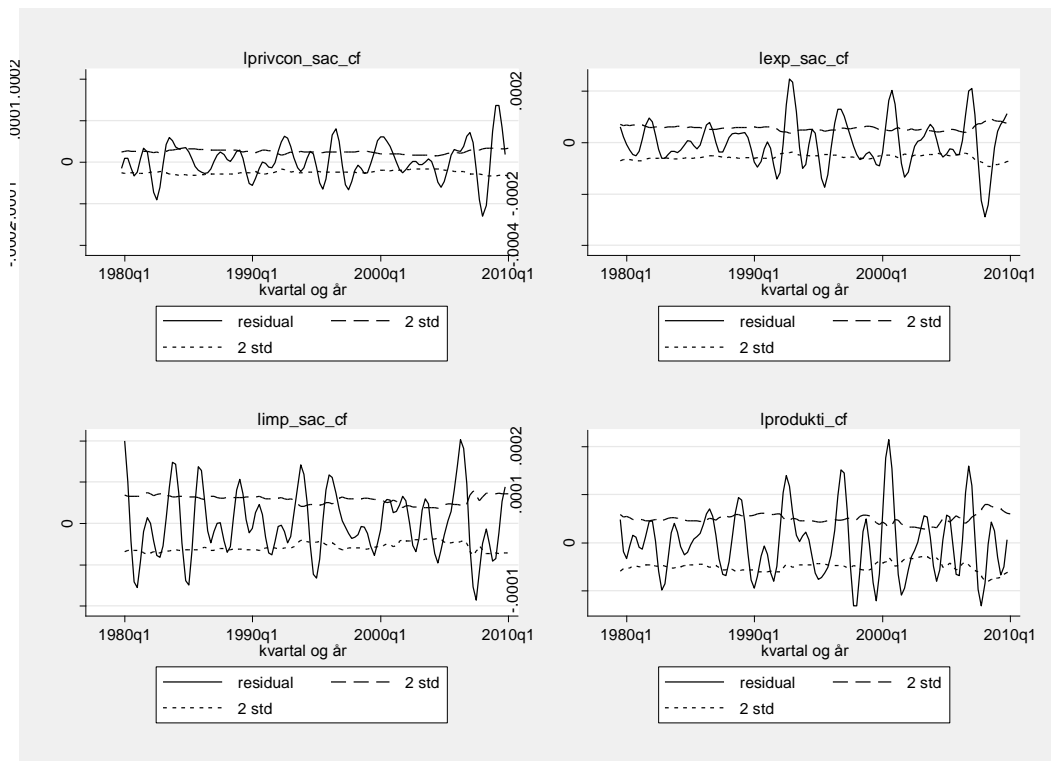 lprivcon_sac_cf
.0001.0002
0
-.0002.0001
1980q1 1990q1 2000q1 2010q1
kvartal og år
residual 2 std
2 std
lexp_sac_cf
.0002
0
-.0004 -.0002
1980q1 1990q1 2000q1 2010q1
kvartal og år
residual 2 std
2 std
limp_sac_cf
0
1980q1 1990q1 2000q1 2010q1
kvartal og år
residual 2 std
2 std
lprodukti_cf
.0002
.0001
0
-.0001
1980q1 1990q1 2000q1 2010q1
kvartal og år
residual 2 std
2 std